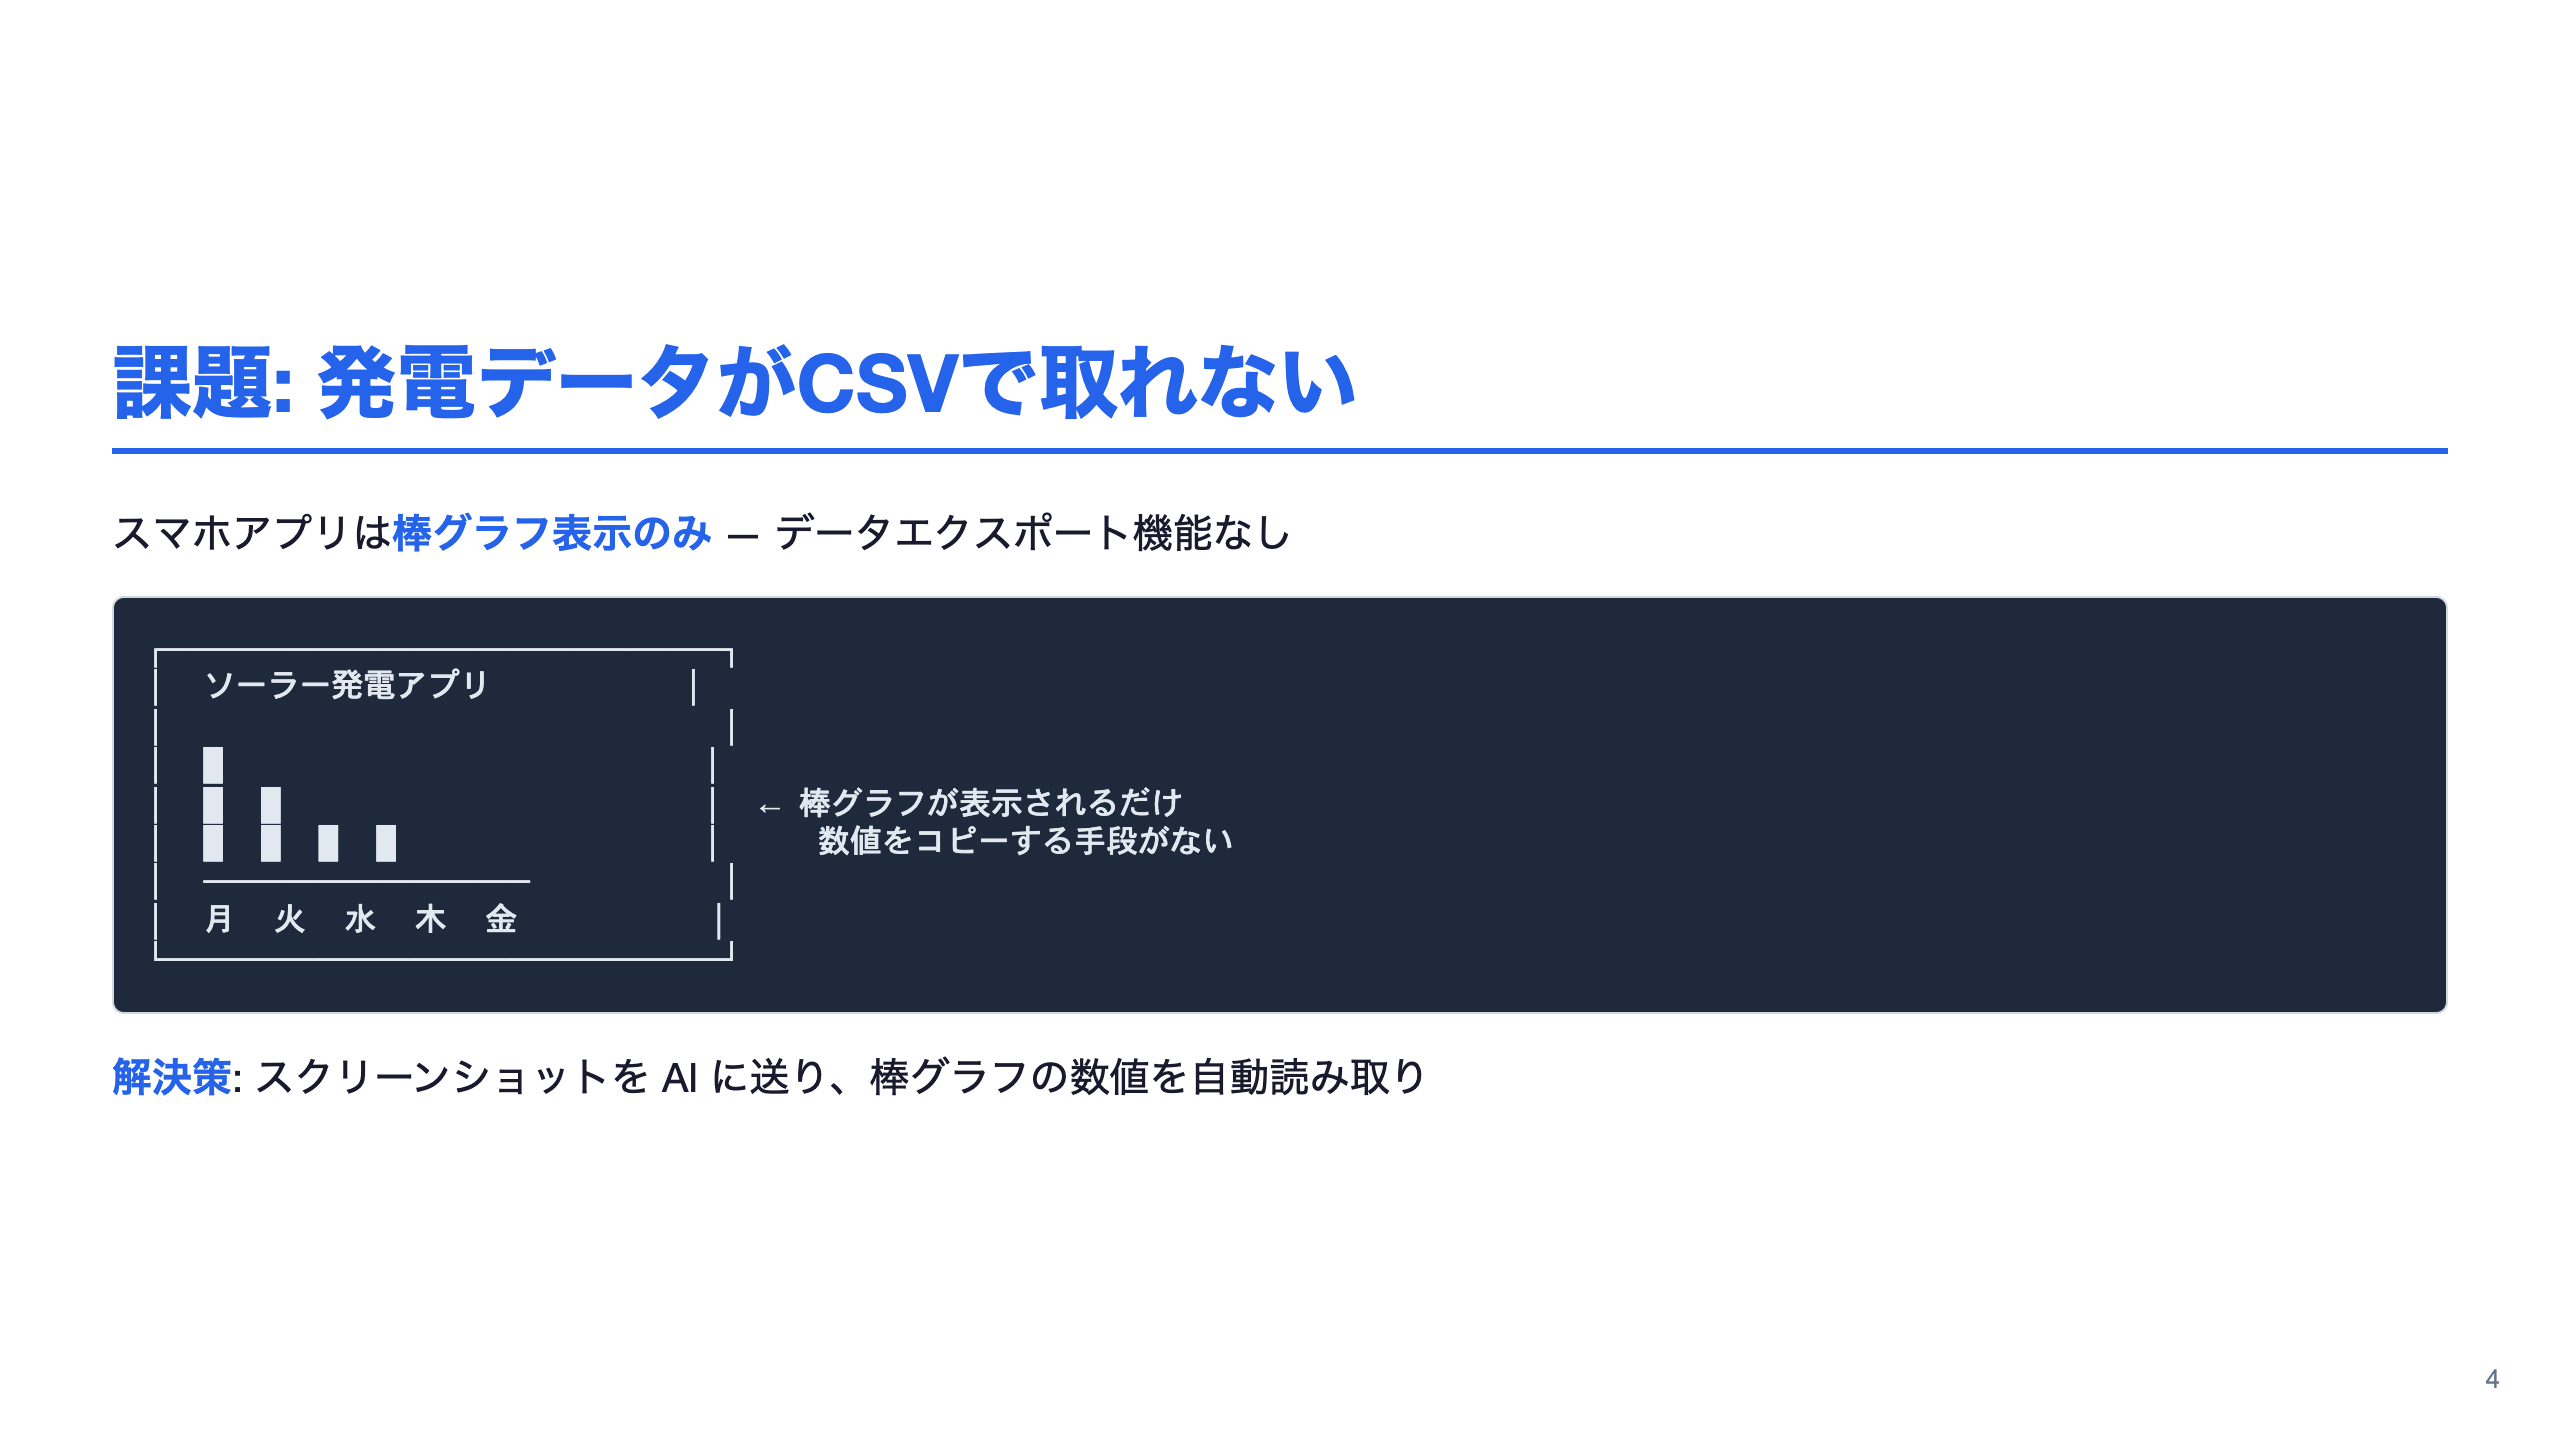 課題: 発電データがCSVで取れない
スマホアプリは棒グラフ表示のみ — データエクスポート機能なし
ソーラー発電アプリ
← 棒グラフが表示されるだけ
数値をコピーする手段がない
月 火 水 木 金
解決策: スクリーンショットを AI に送り、棒グラフの数値を自動読み取り
4